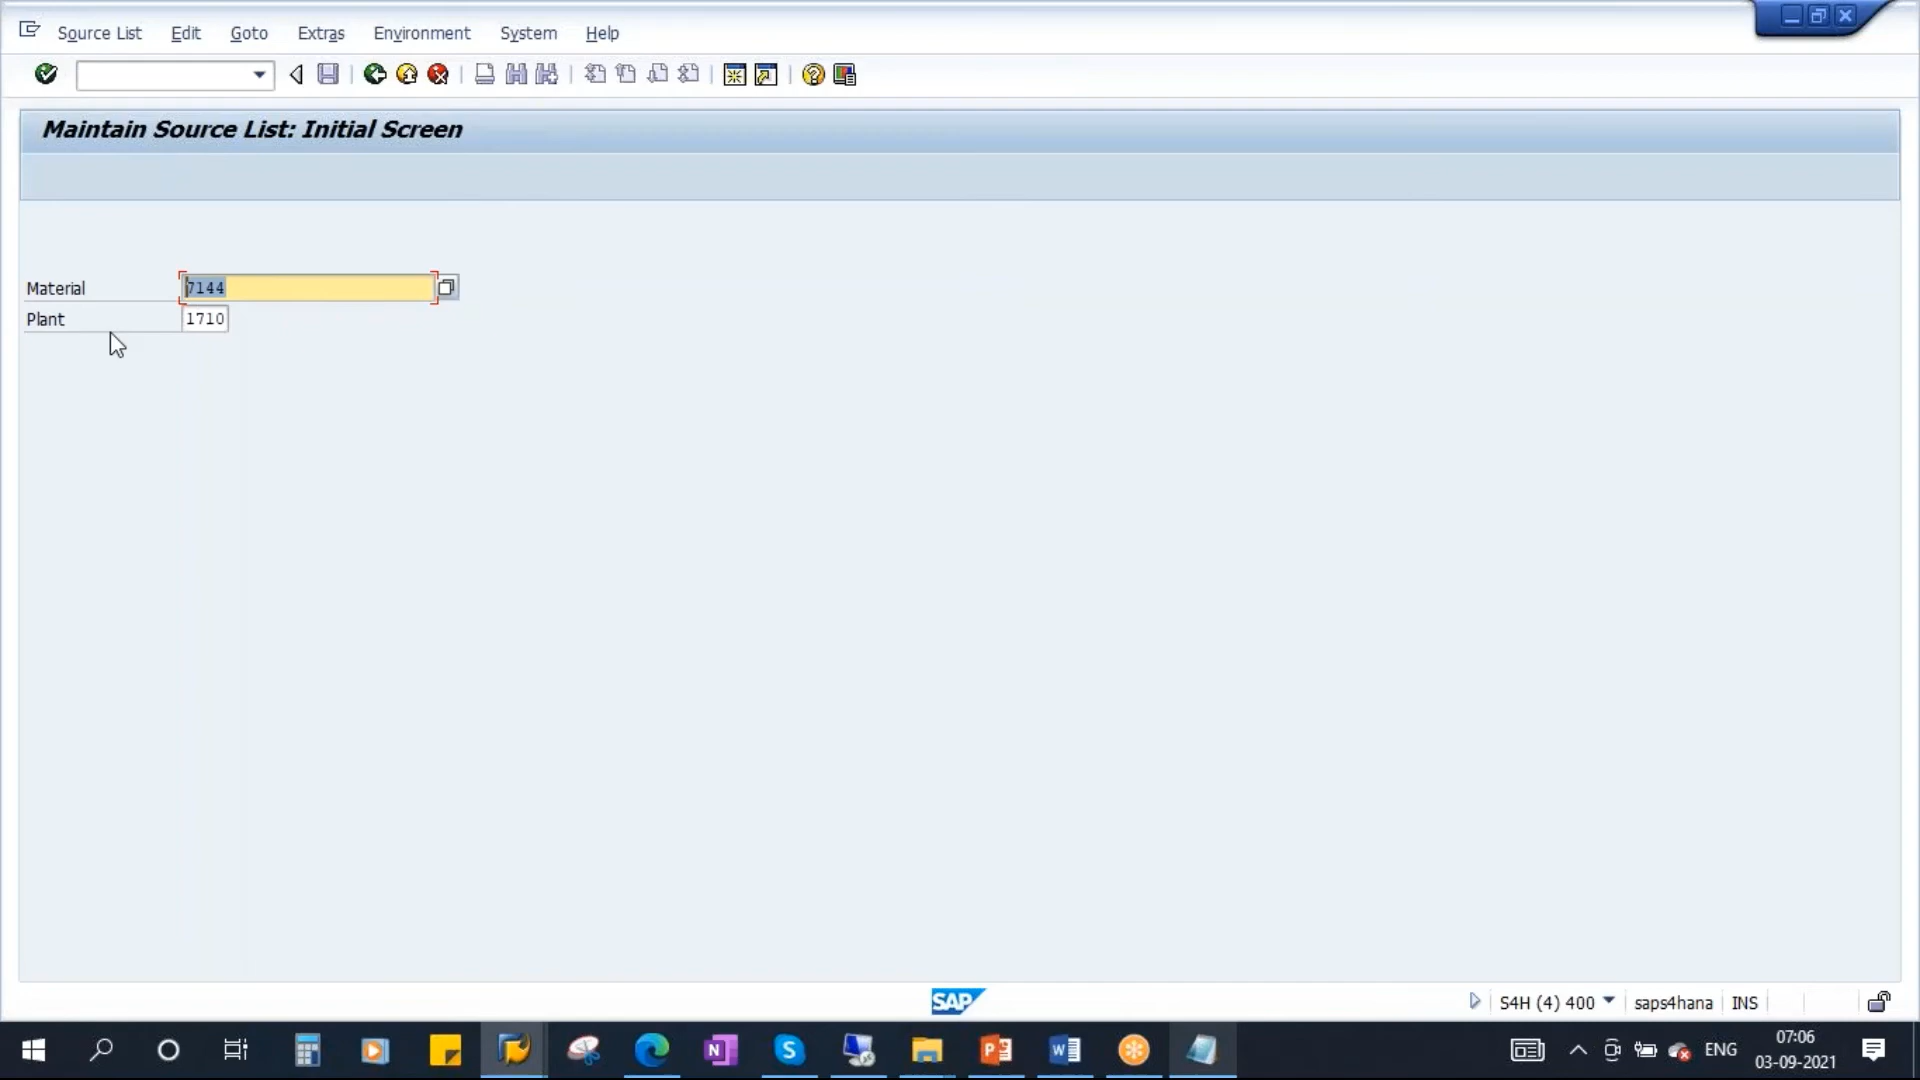 Source List Edit Goto Extras Environment System Help
Maintain Source List: Initial Screen
Material 7144
Plant 1710
SAP
S4H (4) 400 saps4hana INS
N S P W ENG 07:06
03-09-2021